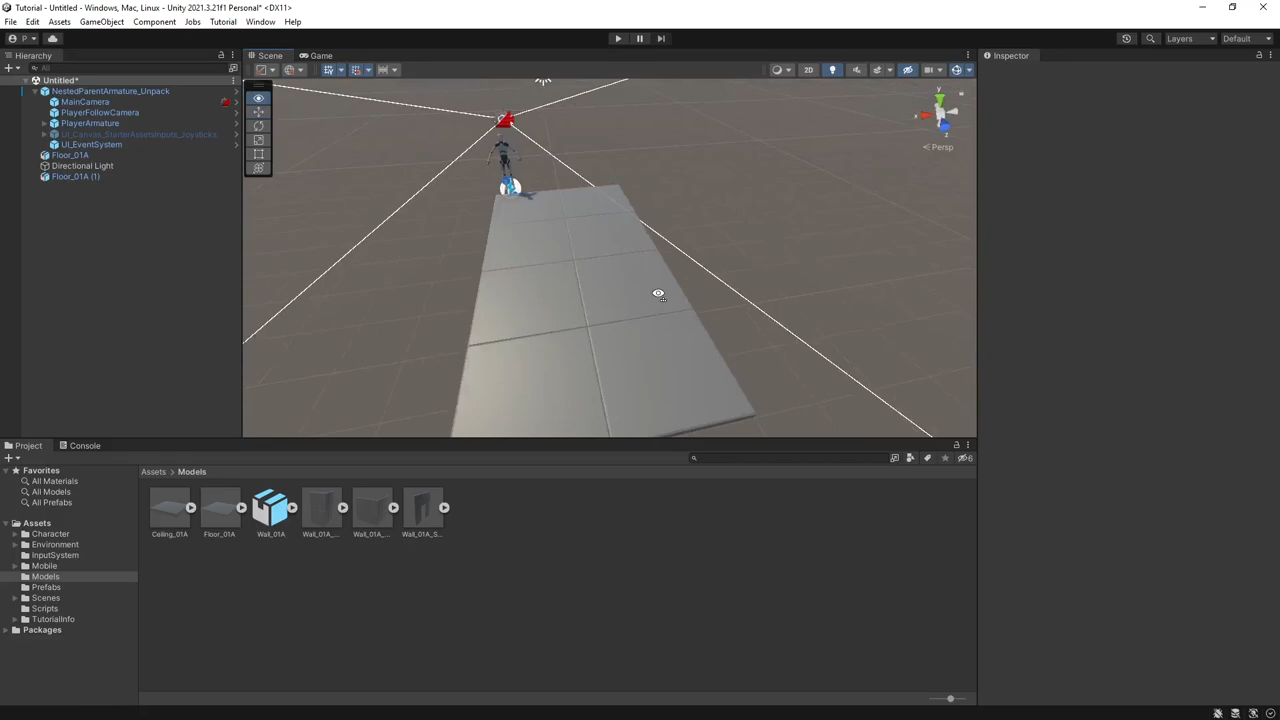 Tutorial - Untitled - Windows, Mac, Linux - Unity 2021.3.21f1 Personal* <DX11>
File Edit Assets GameObject Component Jobs Tutorial Window Help
P Layers Default
Hierarchy Scene Game Inspector
All 2D
Untitled*
NestedParentArmature_Unpack
MainCamera
PlayerFollowCamera
PlayerArmature
UI_Canvas_StarterAssetsInputs_Joysticks
UI_EventSystem
Floor_01A
Directional Light
Floor_01A (1)
y
x
z
Persp
Project Console
6
Favorites
All Materials
All Models
All Prefabs
Assets
Character
Environment
InputSystem
Mobile
Models
Prefabs
Scenes
Scripts
TutorialInfo
Packages
Assets > Models
Ceiling_01A Floor_01A Wall_01A Wall_01A_... Wall_01A_... Wall_01A_S...